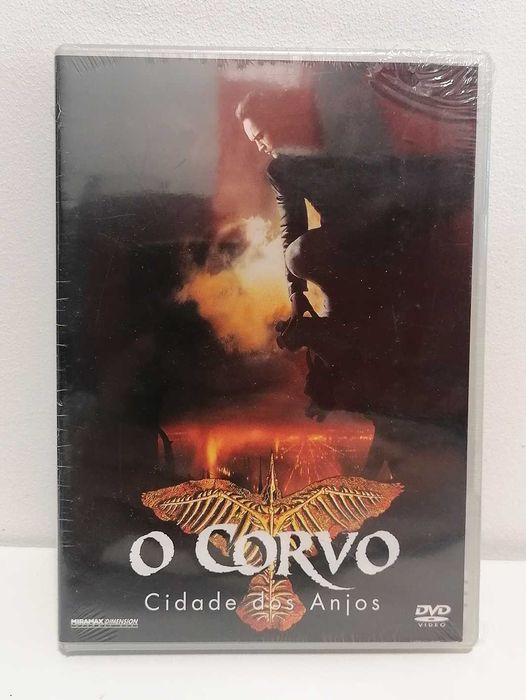 O CORVO
Cidade dos Anjos
MIRAMAX DIMENSION
DVD
VIDEO